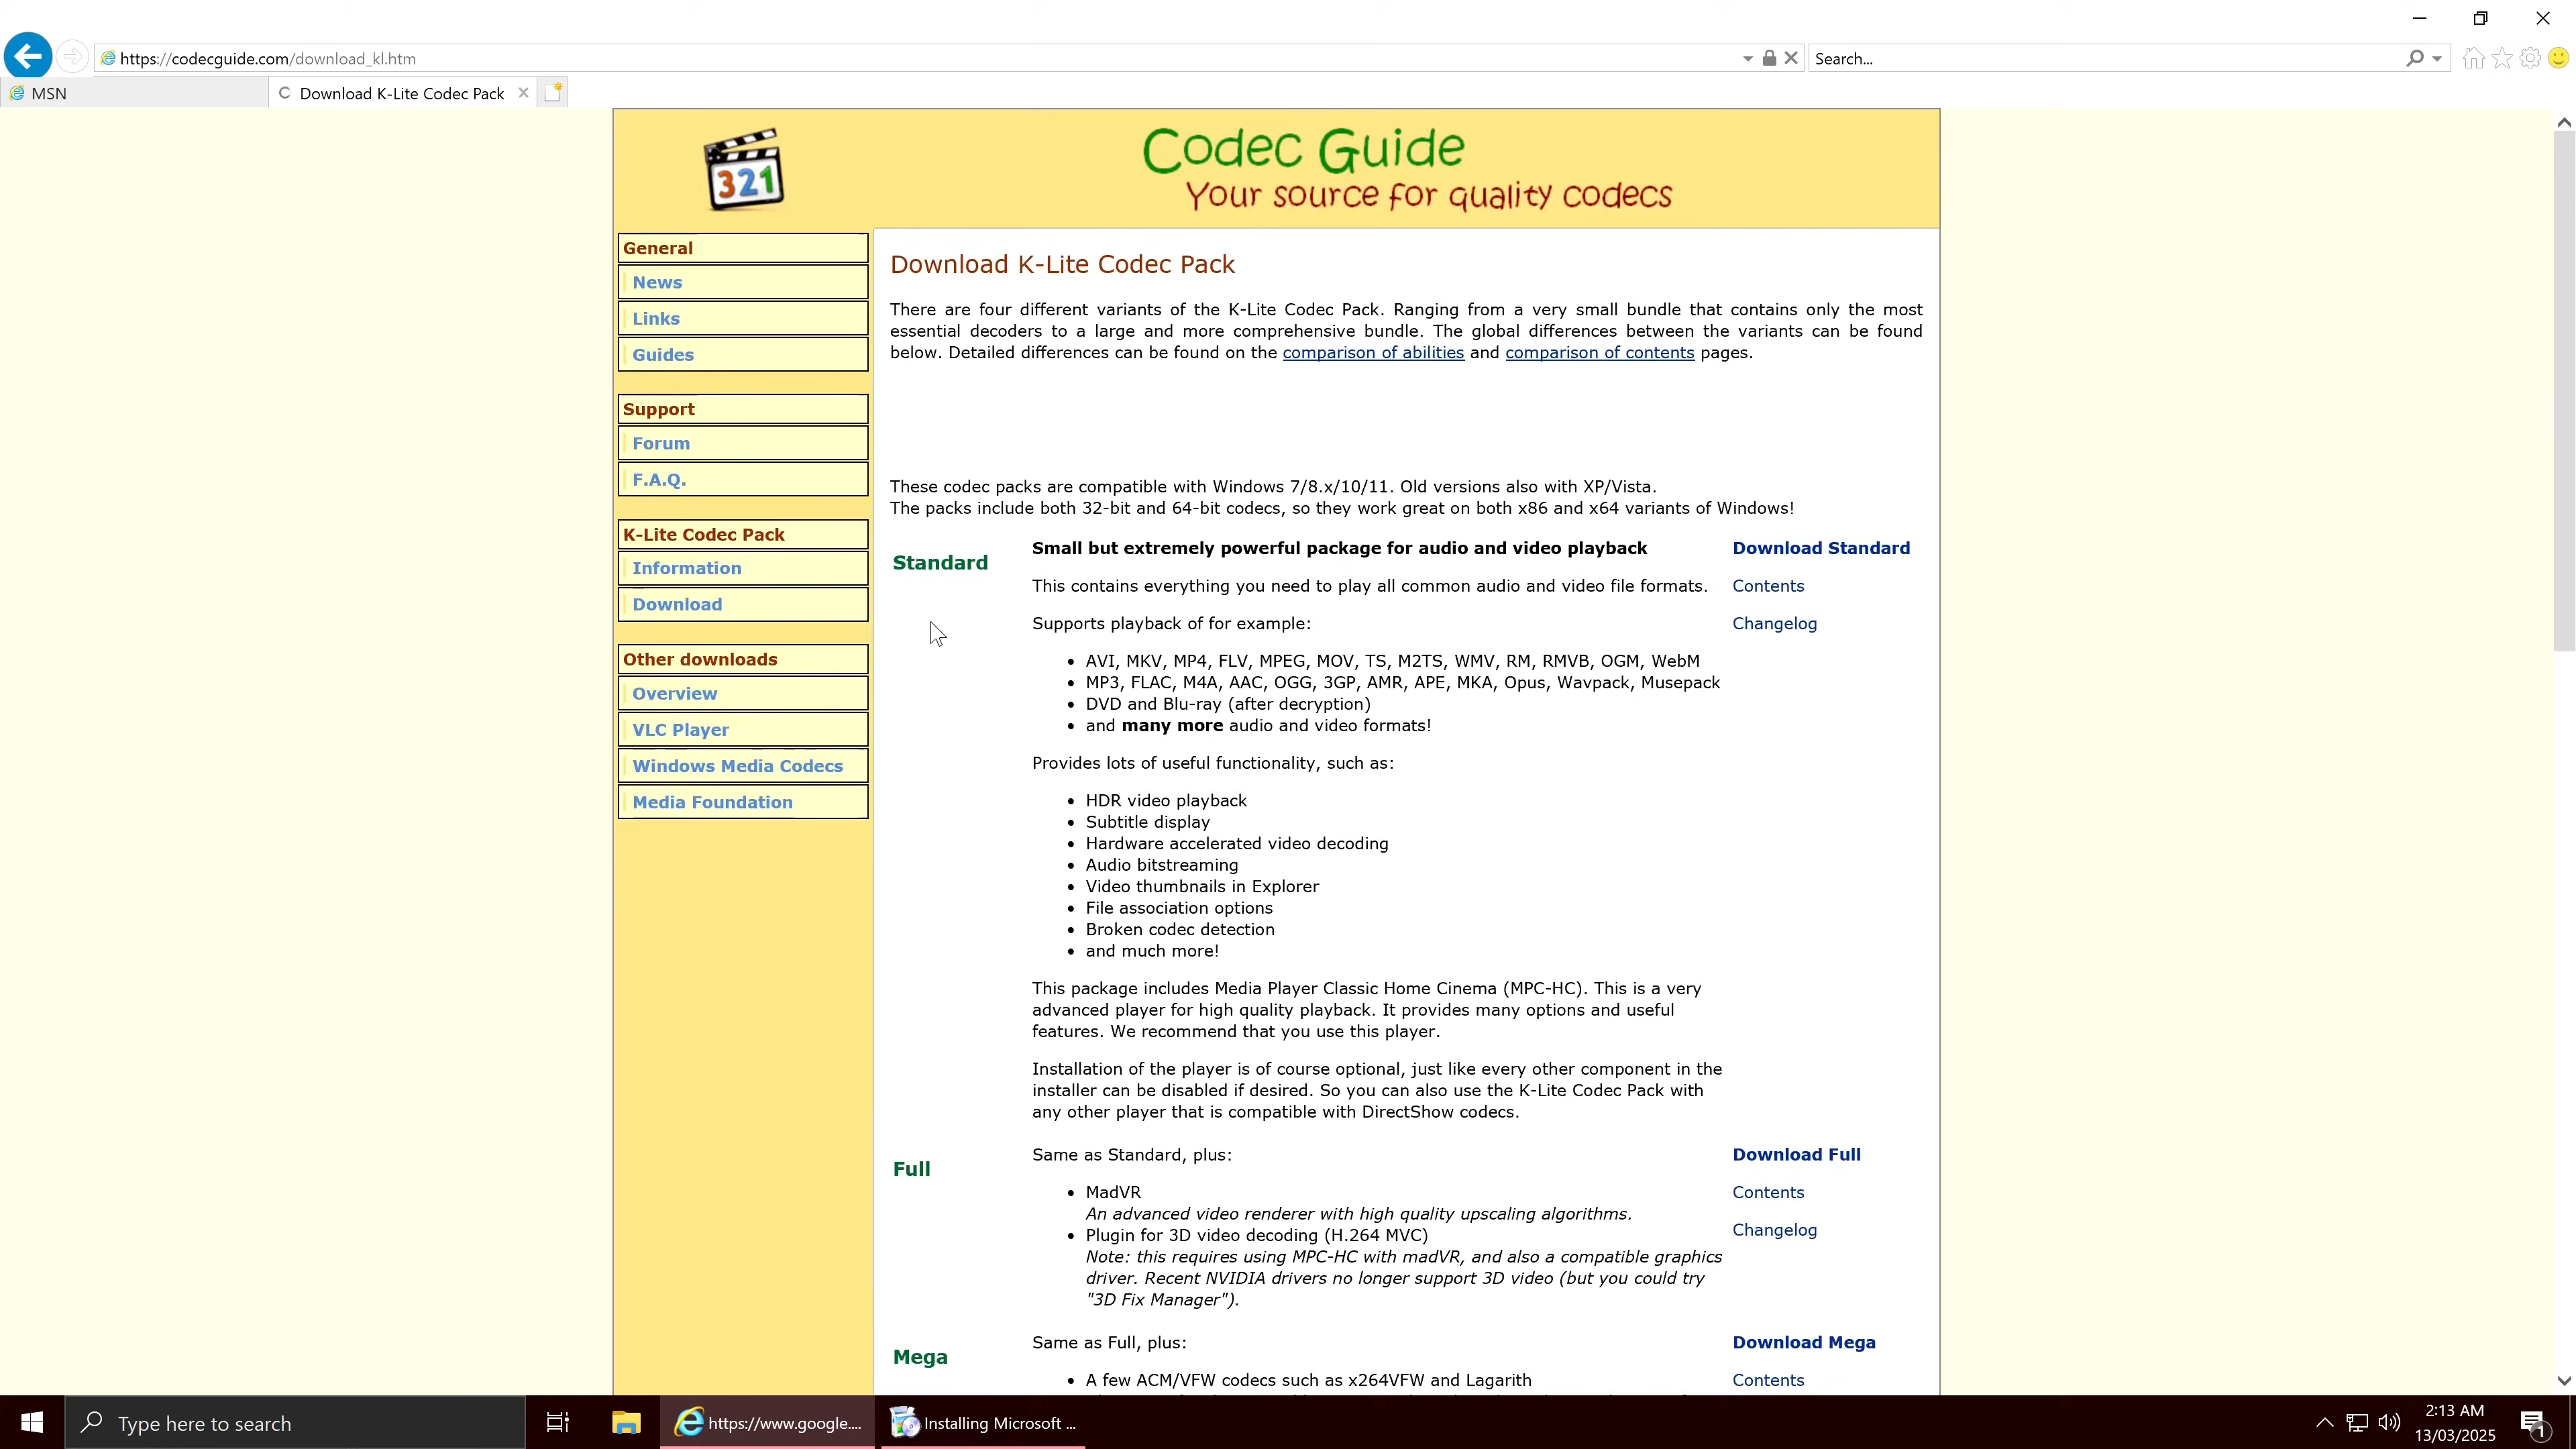 https://codecguide.com/download_kl.htm
Search...
MSN
Download K-Lite Codec Pack
321
Codec Guide
Your source for quality codecs
General
News
Links
Guides
Support
Forum
F.A.Q.
K-Lite Codec Pack
Information
Download
Other downloads
Overview
VLC Player
Windows Media Codecs
Media Foundation
Download K-Lite Codec Pack
There are four different variants of the K-Lite Codec Pack. Ranging from a very small bundle that contains only the most
essential decoders to a large and more comprehensive bundle. The global differences between the variants can be found
below. Detailed differences can be found on the comparison of abilities and comparison of contents pages.
These codec packs are compatible with Windows 7/8.x/10/11. Old versions also with XP/Vista.
The packs include both 32-bit and 64-bit codecs, so they work great on both x86 and x64 variants of Windows!
Standard
Small but extremely powerful package for audio and video playback
This contains everything you need to play all common audio and video file formats.
Supports playback of for example:
• AVI, MKV, MP4, FLV, MPEG, MOV, TS, M2TS, WMV, RM, RMVB, OGM, WebM
• MP3, FLAC, M4A, AAC, OGG, 3GP, AMR, APE, MKA, Opus, Wavpack, Musepack
• DVD and Blu-ray (after decryption)
• and many more audio and video formats!
Provides lots of useful functionality, such as:
• HDR video playback
• Subtitle display
• Hardware accelerated video decoding
• Audio bitstreaming
• Video thumbnails in Explorer
• File association options
• Broken codec detection
• and much more!
This package includes Media Player Classic Home Cinema (MPC-HC). This is a very
advanced player for high quality playback. It provides many options and useful
features. We recommend that you use this player.
Installation of the player is of course optional, just like every other component in the
installer can be disabled if desired. So you can also use the K-Lite Codec Pack with
any other player that is compatible with DirectShow codecs.
Download Standard
Contents
Changelog
Full
Same as Standard, plus:
• MadVR
An advanced video renderer with high quality upscaling algorithms.
• Plugin for 3D video decoding (H.264 MVC)
Note: this requires using MPC-HC with madVR, and also a compatible graphics
driver. Recent NVIDIA drivers no longer support 3D video (but you could try
"3D Fix Manager").
Download Full
Contents
Changelog
Mega
Same as Full, plus:
• A few ACM/VFW codecs such as x264VFW and Lagarith
Download Mega
Contents
Type here to search
https://www.google....
Installing Microsoft ...
2:13 AM
13/03/2025
1